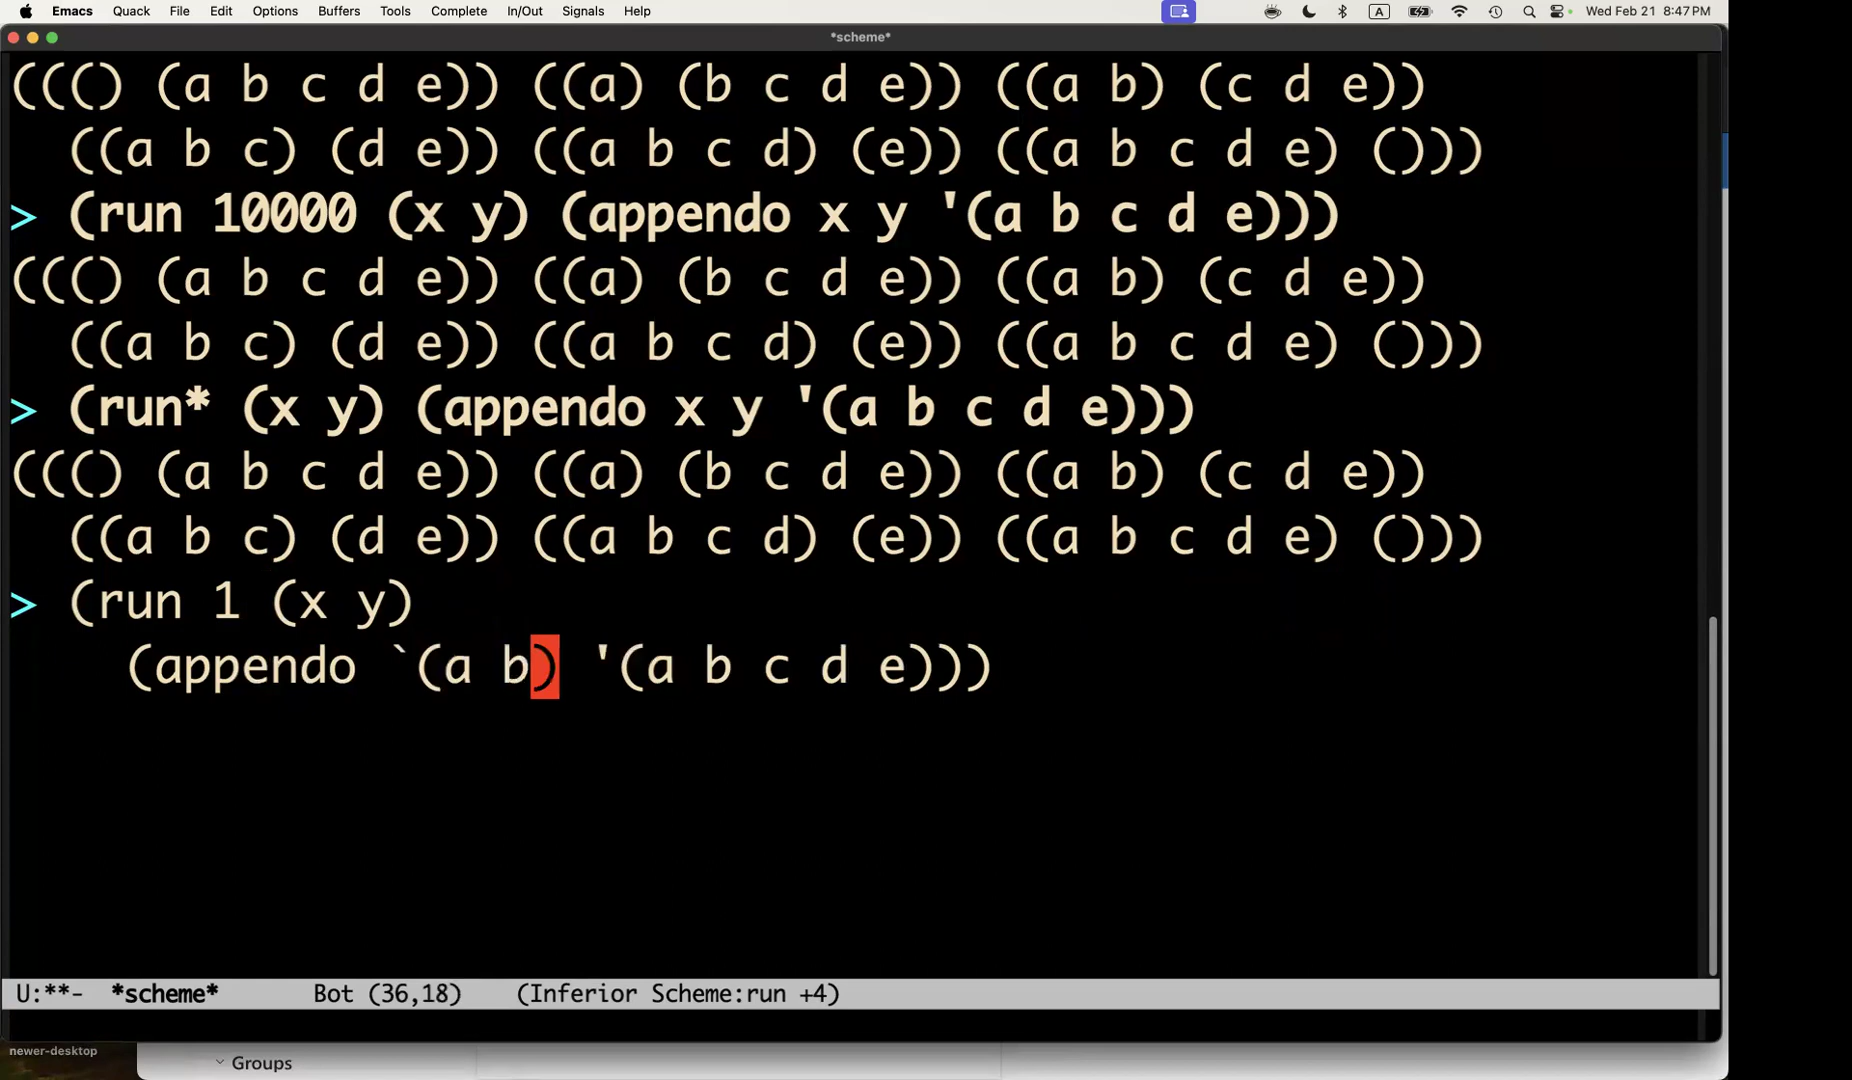 Emacs Quack File Edit Options Buffers Tools Complete In/Out Signals Help A Wed Feb 21 8:47 PM
*scheme*
((() (a b c d e)) ((a) (b c d e)) ((a b) (c d e))
((a b c) (d e)) ((a b c d) (e)) ((a b c d e) ()))
> (run 10000 (x y) (appendo x y '(a b c d e)))
((() (a b c d e)) ((a) (b c d e)) ((a b) (c d e))
((a b c) (d e)) ((a b c d) (e)) ((a b c d e) ()))
> (run* (x y) (appendo x y '(a b c d e)))
((() (a b c d e)) ((a) (b c d e)) ((a b) (c d e))
((a b c) (d e)) ((a b c d) (e)) ((a b c d e) ()))
> (run 1 (x y)
(appendo `(a b) '(a b c d e)))
U:**- *scheme* Bot (36,18) (Inferior Scheme:run +4)
newer-desktop
Groups